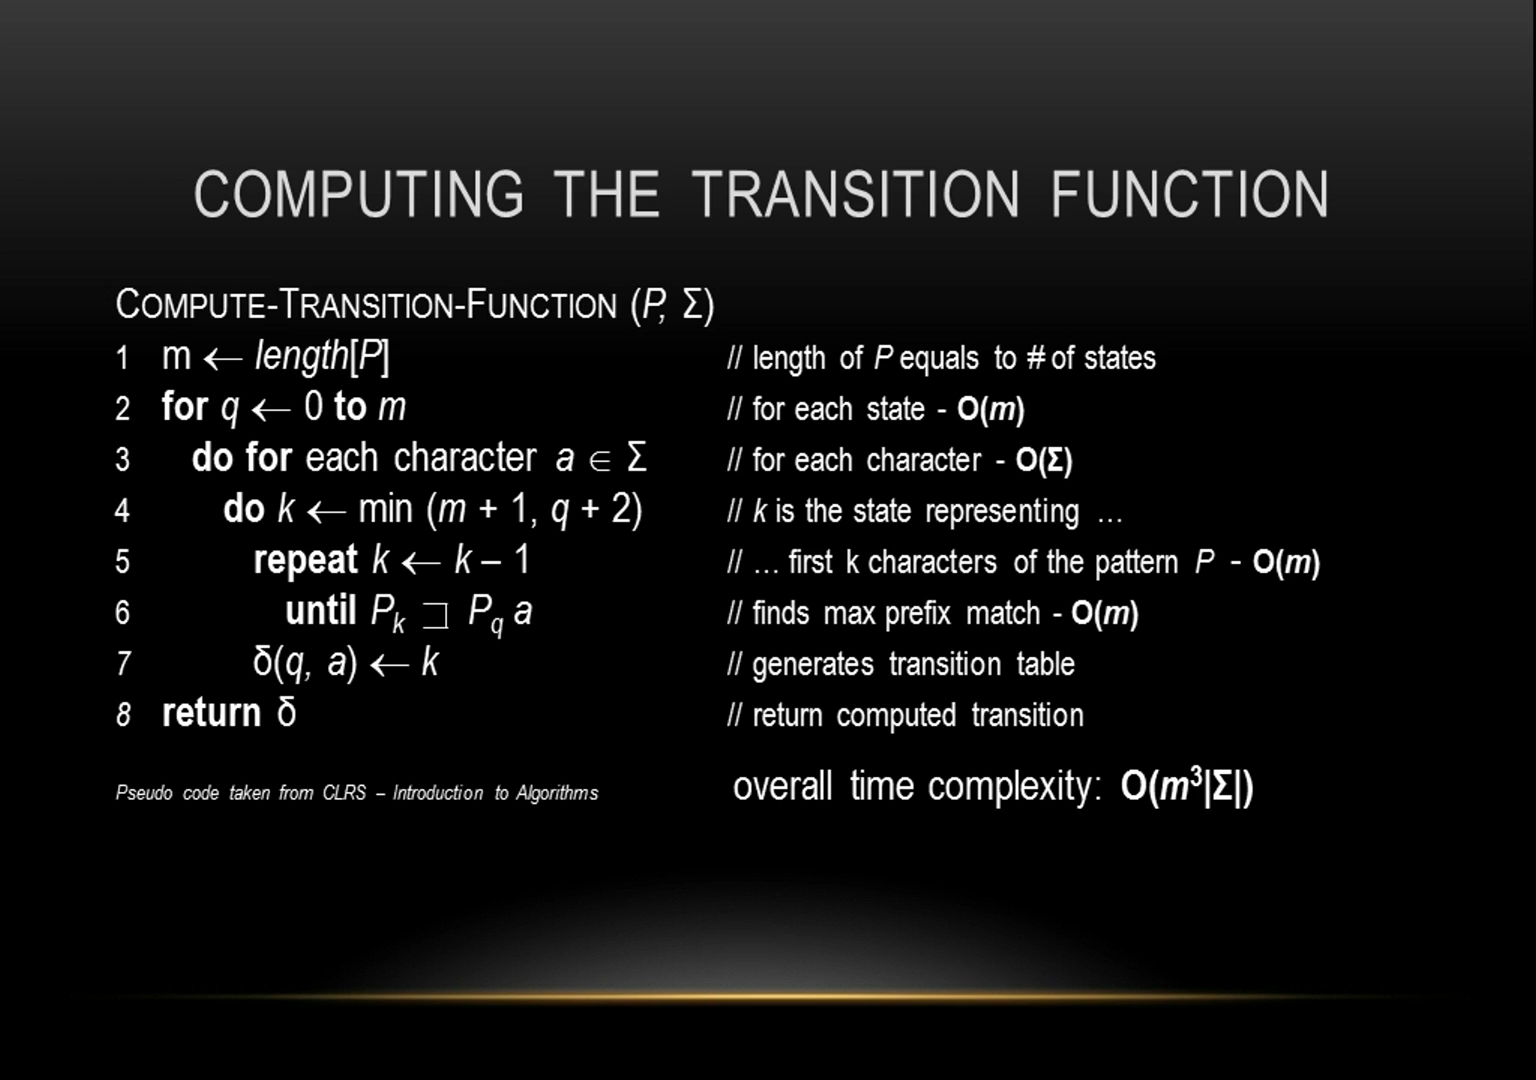 COMPUTING THE TRANSITION FUNCTION
COMPUTE-TRANSITION-FUNCTION (P, Σ)
1 m ← length[P] // length of P equals to # of states
2 for q ← 0 to m // for each state - O(m)
3 do for each character a ∈ Σ // for each character - O(Σ)
4 do k ← min (m + 1, q + 2) // k is the state representing …
5 repeat k ← k – 1 // … first k characters of the pattern P - O(m)
6 until Pk ⊐ Pq a // finds max prefix match - O(m)
7 δ(q, a) ← k // generates transition table
8 return δ // return computed transition
Pseudo code taken from CLRS – Introduction to Algorithms
overall time complexity: O(m³|Σ|)